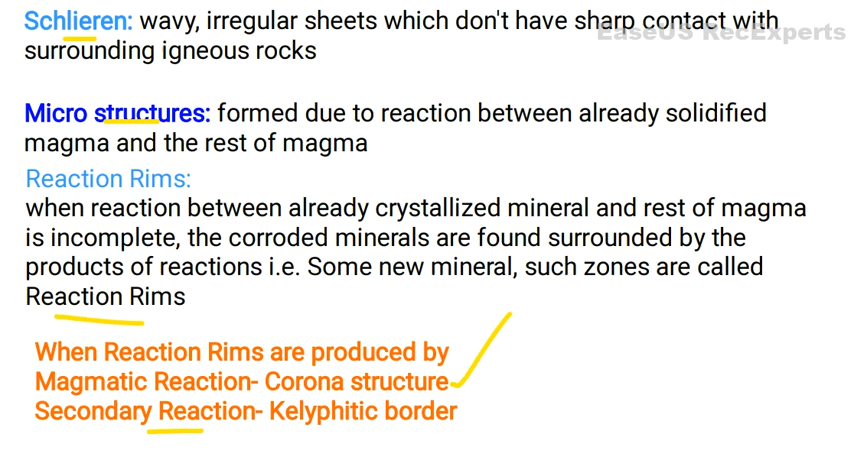 Schlieren: wavy, irregular sheets which don't have sharp contact with
EaseUS RecExperts
surrounding igneous rocks
Micro structures: formed due to reaction between already solidified
magma and the rest of magma
Reaction Rims:
when reaction between already crystallized mineral and rest of magma
is incomplete, the corroded minerals are found surrounded by the
products of reactions i.e. Some new mineral, such zones are called
Reaction Rims
When Reaction Rims are produced by
Magmatic Reaction- Corona structure
Secondary Reaction- Kelyphitic border